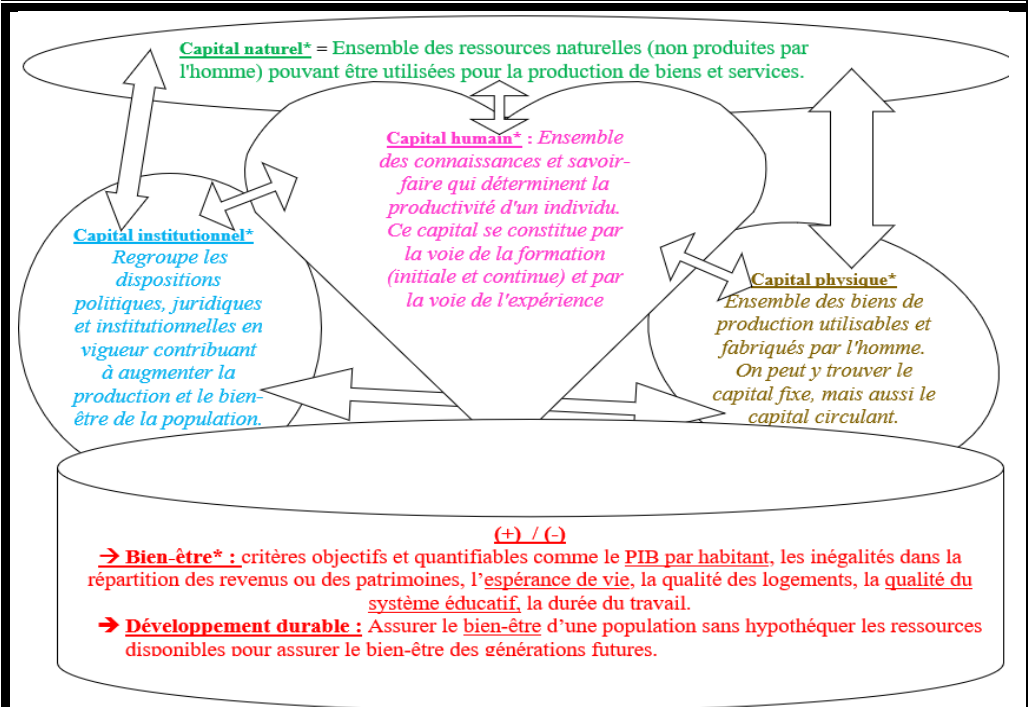 Capital naturel* = Ensemble des ressources naturelles (non produites par
l'homme) pouvant être utilisées pour la production de biens et services.
Capital humain* : Ensemble
des connaissances et savoir-
faire qui déterminent la
productivité d'un individu.
Ce capital se constitue par
la voie de la formation
(initiale et continue) et par
la voie de l'expérience
Capital institutionnel*
Regroupe les
dispositions
politiques, juridiques
et institutionnelles en
vigueur contribuant
à augmenter la
production et le bien-
être de la population.
Capital physique*
Ensemble des biens de
production utilisables et
fabriqués par l'homme.
On peut y trouver le
capital fixe, mais aussi le
capital circulant.
(+) / (-)
→ Bien-être* : critères objectifs et quantifiables comme le PIB par habitant, les inégalités dans la
répartition des revenus ou des patrimoines, l'espérance de vie, la qualité des logements, la qualité du
système éducatif, la durée du travail.
➔ Développement durable : Assurer le bien-être d'une population sans hypothéquer les ressources
disponibles pour assurer le bien-être des générations futures.